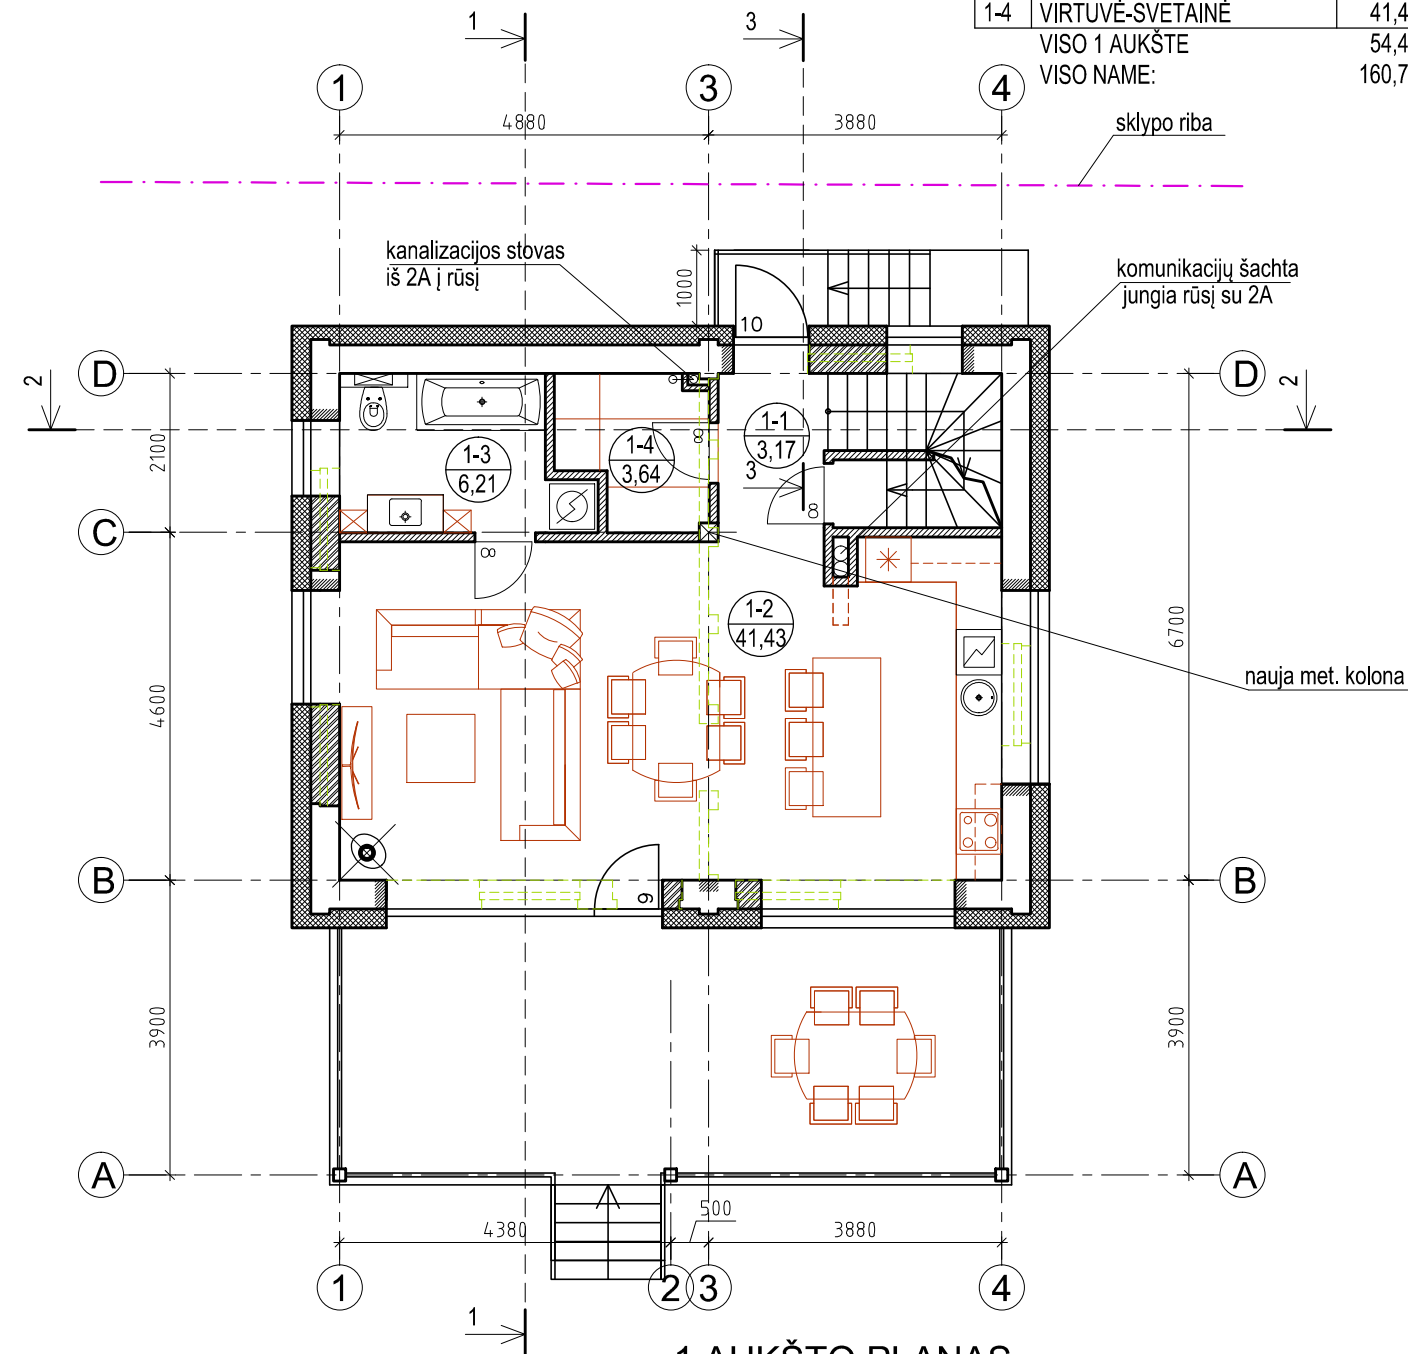 1-4 VIRTUVĖ-SVETAINĖ 41,4
VISO 1 AUKŠTE 54,4
VISO NAME: 160,7
1
3
1
3
4
4880
3880
sklypo riba
kanalizacijos stovas
iš 2A į rūsį
1000
komunikacijų šachta
jungia rūsį su 2A
10
D
D
2
2
2100
1-1
3,17
1-3
6,21
1-4
3,64
8
3
8
C
8
1-2
41,43
6700
4600
nauja met. kolona
B
B
9
3900
3900
A
A
4380
500
3880
1
2
3
4
1